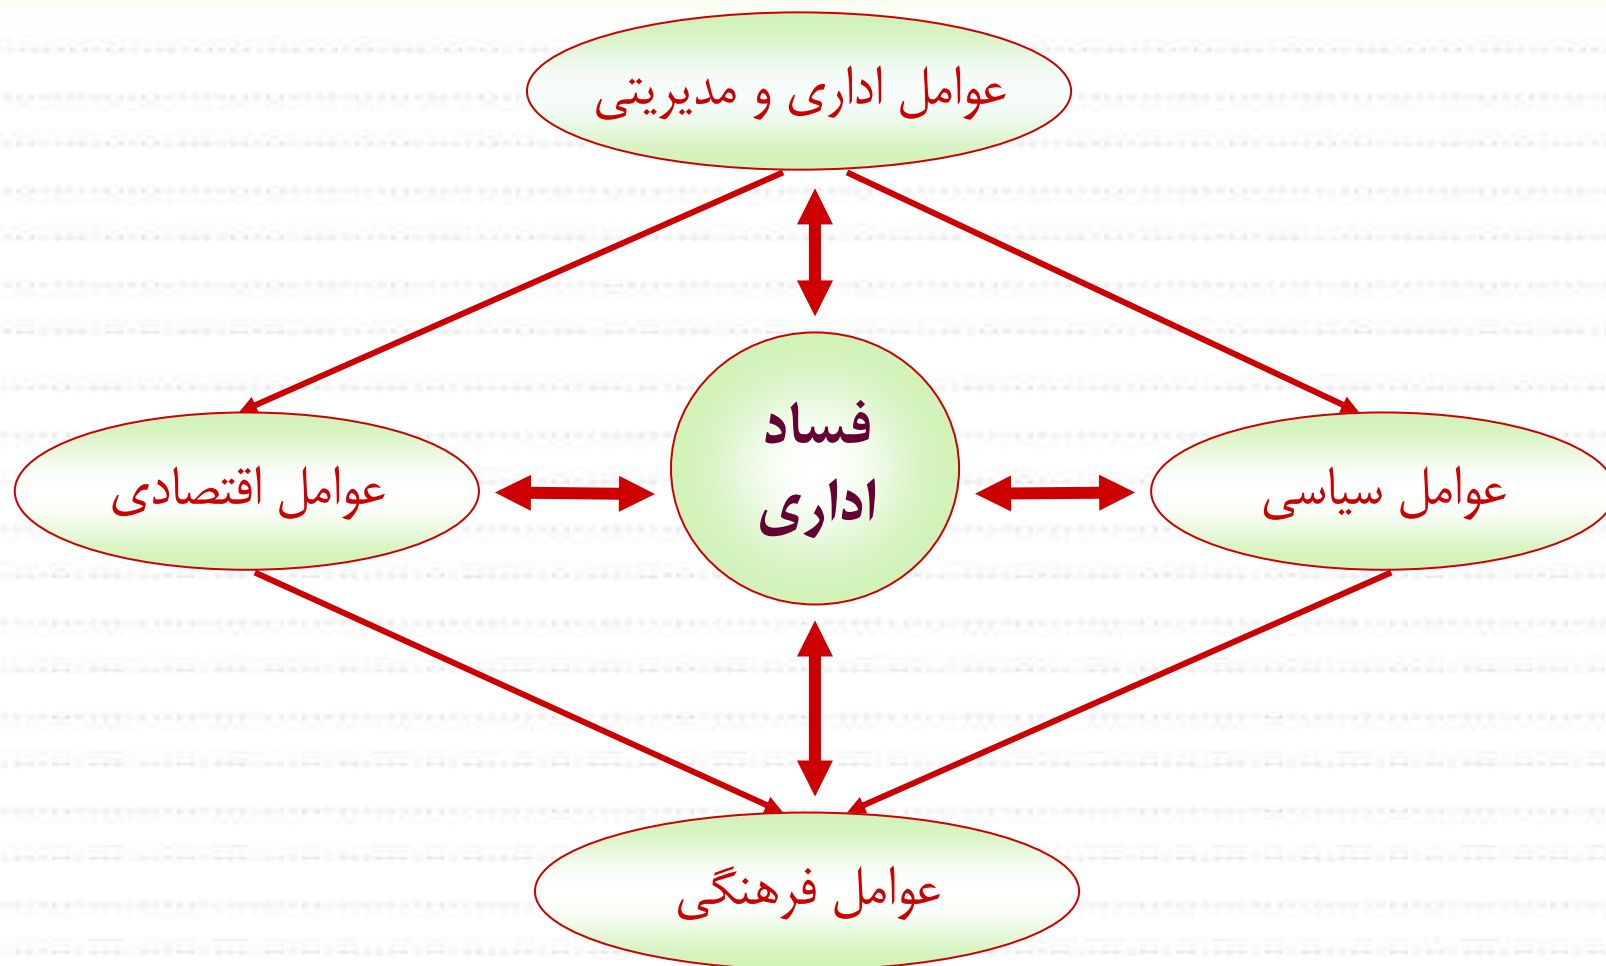 عوامل اداری و مدیریتی
فساد
اداری
عوامل سیاسی
عوامل اقتصادی
عوامل فرهنگی